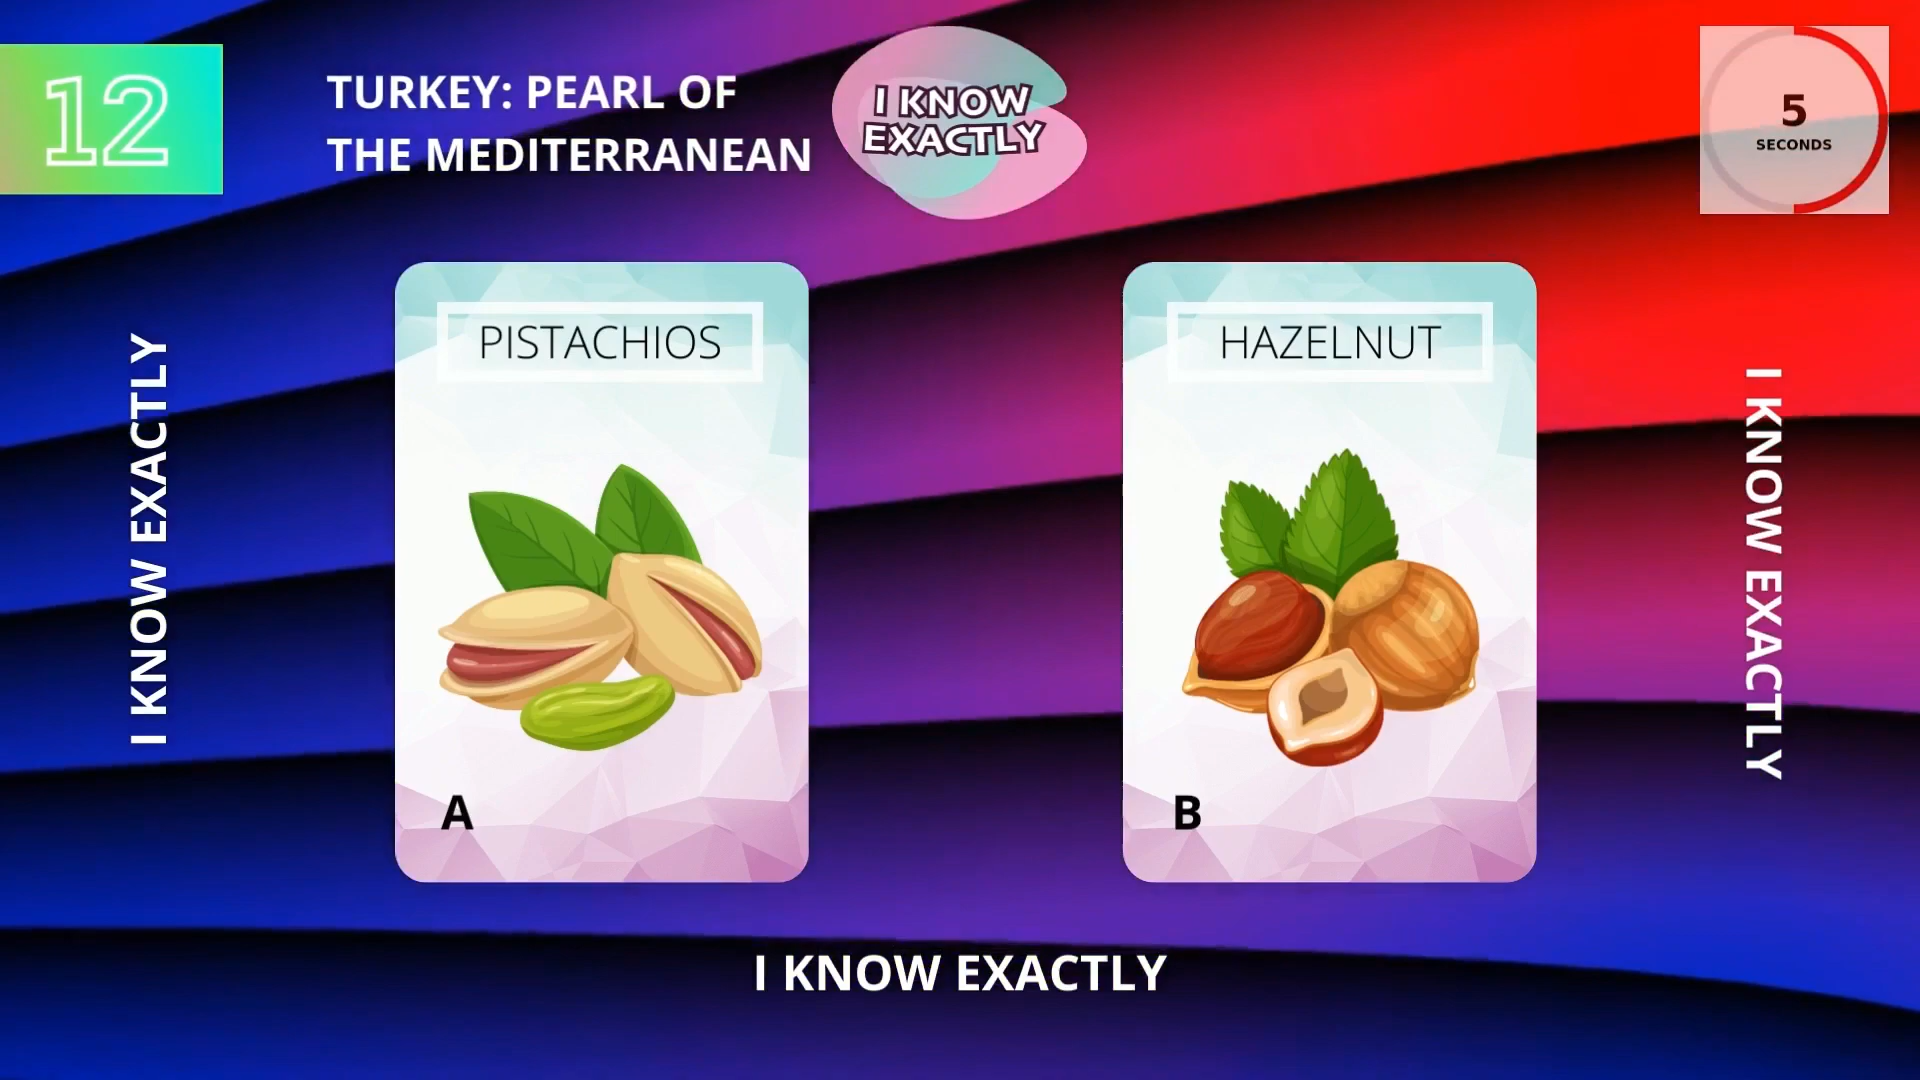 12
TURKEY: PEARL OF
THE MEDITERRANEAN
I KNOW
EXACTLY
5
SECONDS
I KNOW EXACTLY
PISTACHIOS
A
HAZELNUT
B
I KNOW EXACTLY
I KNOW EXACTLY